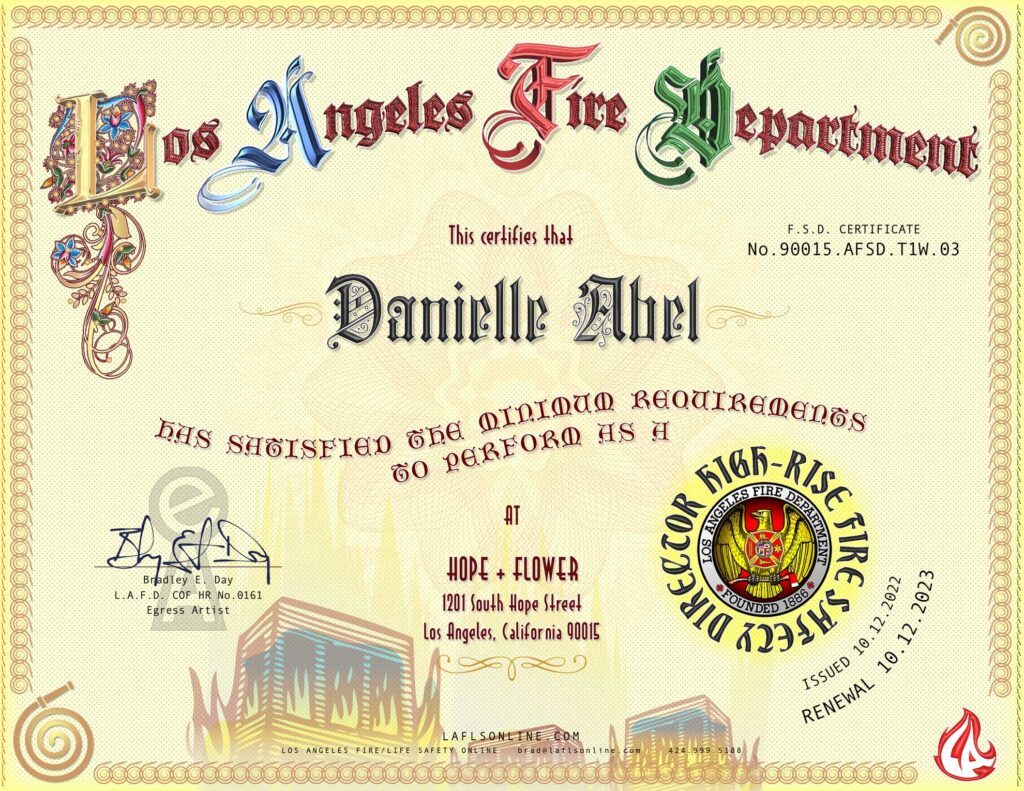 Los Angeles Fire Department
This certifies that
F.S.D. CERTIFICATE
No.90015.AFSD.T1W.03
Danielle Abel
HAS SATISFIED THE MINIMUM REQUIREMENTS
TO PERFORM AS A
HIGH-RISE FIRE SAFETY DIRECTOR
LOS ANGELES FIRE DEPARTMENT
FOUNDED 1886
AT
HOPE + FLOWER
1201 South Hope Street
Los Angeles, California 90015
e
A
Bradley E. Day
L.A.F.D. COF HR No.0161
Egress Artist
ISSUED 10.12.2022
RENEWAL 10.12.2023
LAFLSONLINE.COM
LOS ANGELES FIRE/LIFE SAFETY ONLINE brad@laflsonline.com 424.999.5188
LA